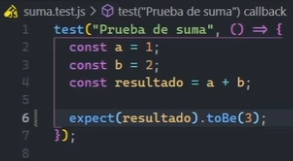 suma.test.js > test("Prueba de suma") callback
1 test("Prueba de suma", () => {
2 const a = 1;
3 const b = 2;
4 const resultado = a + b;
5
6 expect(resultado).toBe(3);
7 });
8